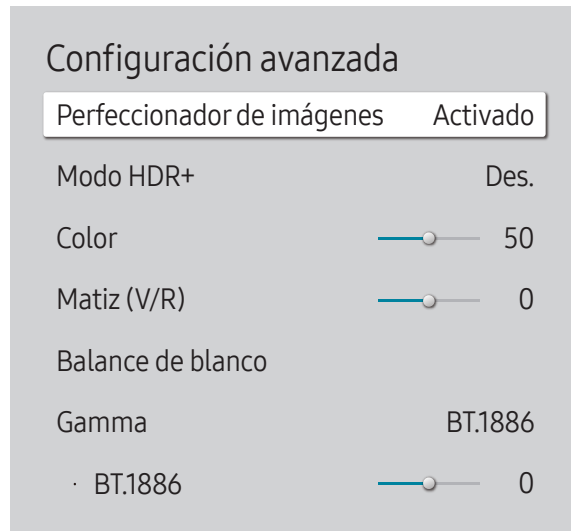 Configuración avanzada
Perfeccionador de imágenes Activado
Modo HDR+ Des.
Color 50
Matiz (V/R) 0
Balance de blanco
Gamma BT.1886
· BT.1886 0